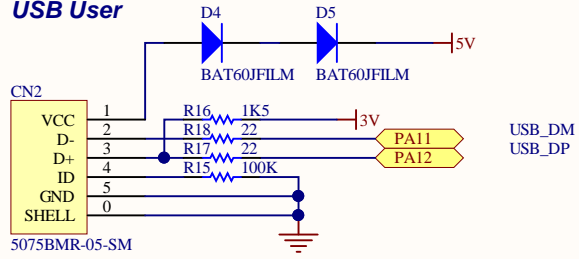 USB User
D4 D5
5V
BAT60JFILM BAT60JFILM
CN2
VCC 1 R16 1K5 3V
D- 2 R18 22 PA11 USB_DM
D+ 3 R17 22 PA12 USB_DP
ID 4 R15 100K
GND 5
SHELL 0
5075BMR-05-SM